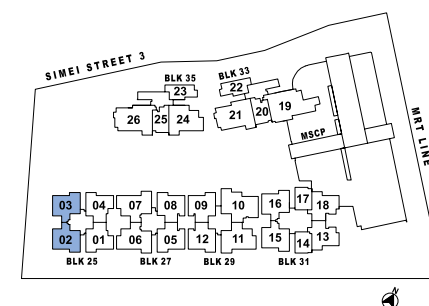 SIMEI STREET 3
BLK 35
BLK 33
23
22
26 25 24
21 20 19
MSCP
MRT LINE
03 04 07 08 09 10 16 17 18
02 01 06 05 12 11 15 14 13
BLK 25 BLK 27 BLK 29 BLK 31
N